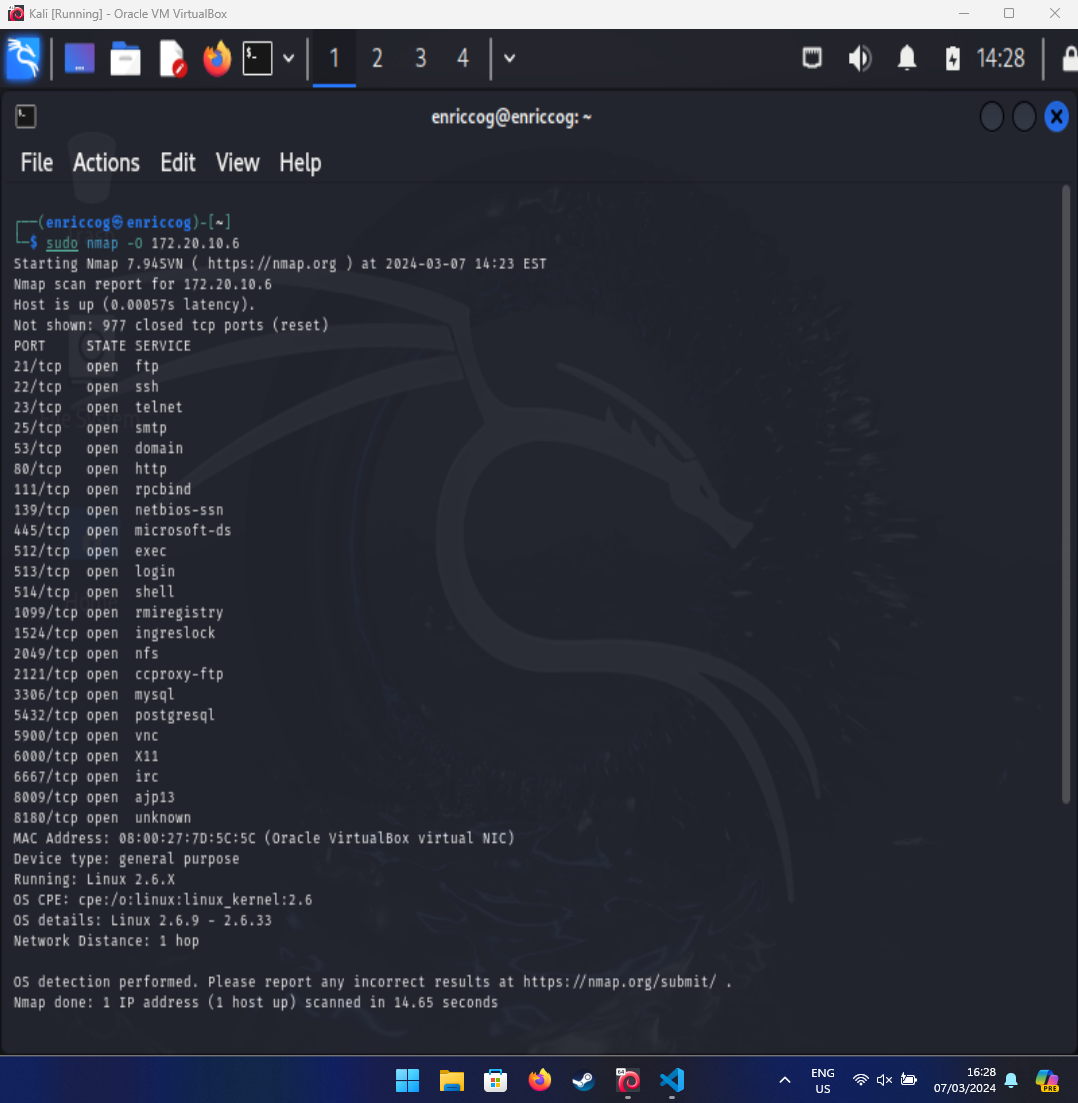 Kali [Running] - Oracle VM VirtualBox
1 2 3 4 14:28
enriccog@enriccog: ~
File Actions Edit View Help
(enriccog㉿enriccog)-[~]
$ sudo nmap -O 172.20.10.6
Starting Nmap 7.94SVN ( https://nmap.org ) at 2024-03-07 14:23 EST
Nmap scan report for 172.20.10.6
Host is up (0.00057s latency).
Not shown: 977 closed tcp ports (reset)
PORT STATE SERVICE
21/tcp open ftp
22/tcp open ssh
23/tcp open telnet
25/tcp open smtp
53/tcp open domain
80/tcp open http
111/tcp open rpcbind
139/tcp open netbios-ssn
445/tcp open microsoft-ds
512/tcp open exec
513/tcp open login
514/tcp open shell
1099/tcp open rmiregistry
1524/tcp open ingreslock
2049/tcp open nfs
2121/tcp open ccproxy-ftp
3306/tcp open mysql
5432/tcp open postgresql
5900/tcp open vnc
6000/tcp open X11
6667/tcp open irc
8009/tcp open ajp13
8180/tcp open unknown
MAC Address: 08:00:27:7D:5C:5C (Oracle VirtualBox virtual NIC)
Device type: general purpose
Running: Linux 2.6.X
OS CPE: cpe:/o:linux:linux_kernel:2.6
OS details: Linux 2.6.9 - 2.6.33
Network Distance: 1 hop
OS detection performed. Please report any incorrect results at https://nmap.org/submit/ .
Nmap done: 1 IP address (1 host up) scanned in 14.65 seconds
ENG 16:28
US 07/03/2024
64
PRE